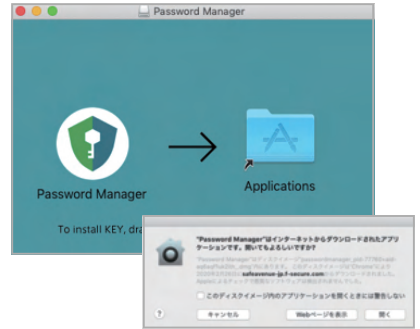 Password Manager
Password Manager
Applications
To install KEY, dra
"Password Manager"はインターネットからダウンロードされたアプリ
ケーションです。開いてもよろしいですか?
safeavenue-jp.f-secure.com
このディスクイメージ内のアプリケーションを開くときには警告しない
?
キャンセル
Webページを表示
開く